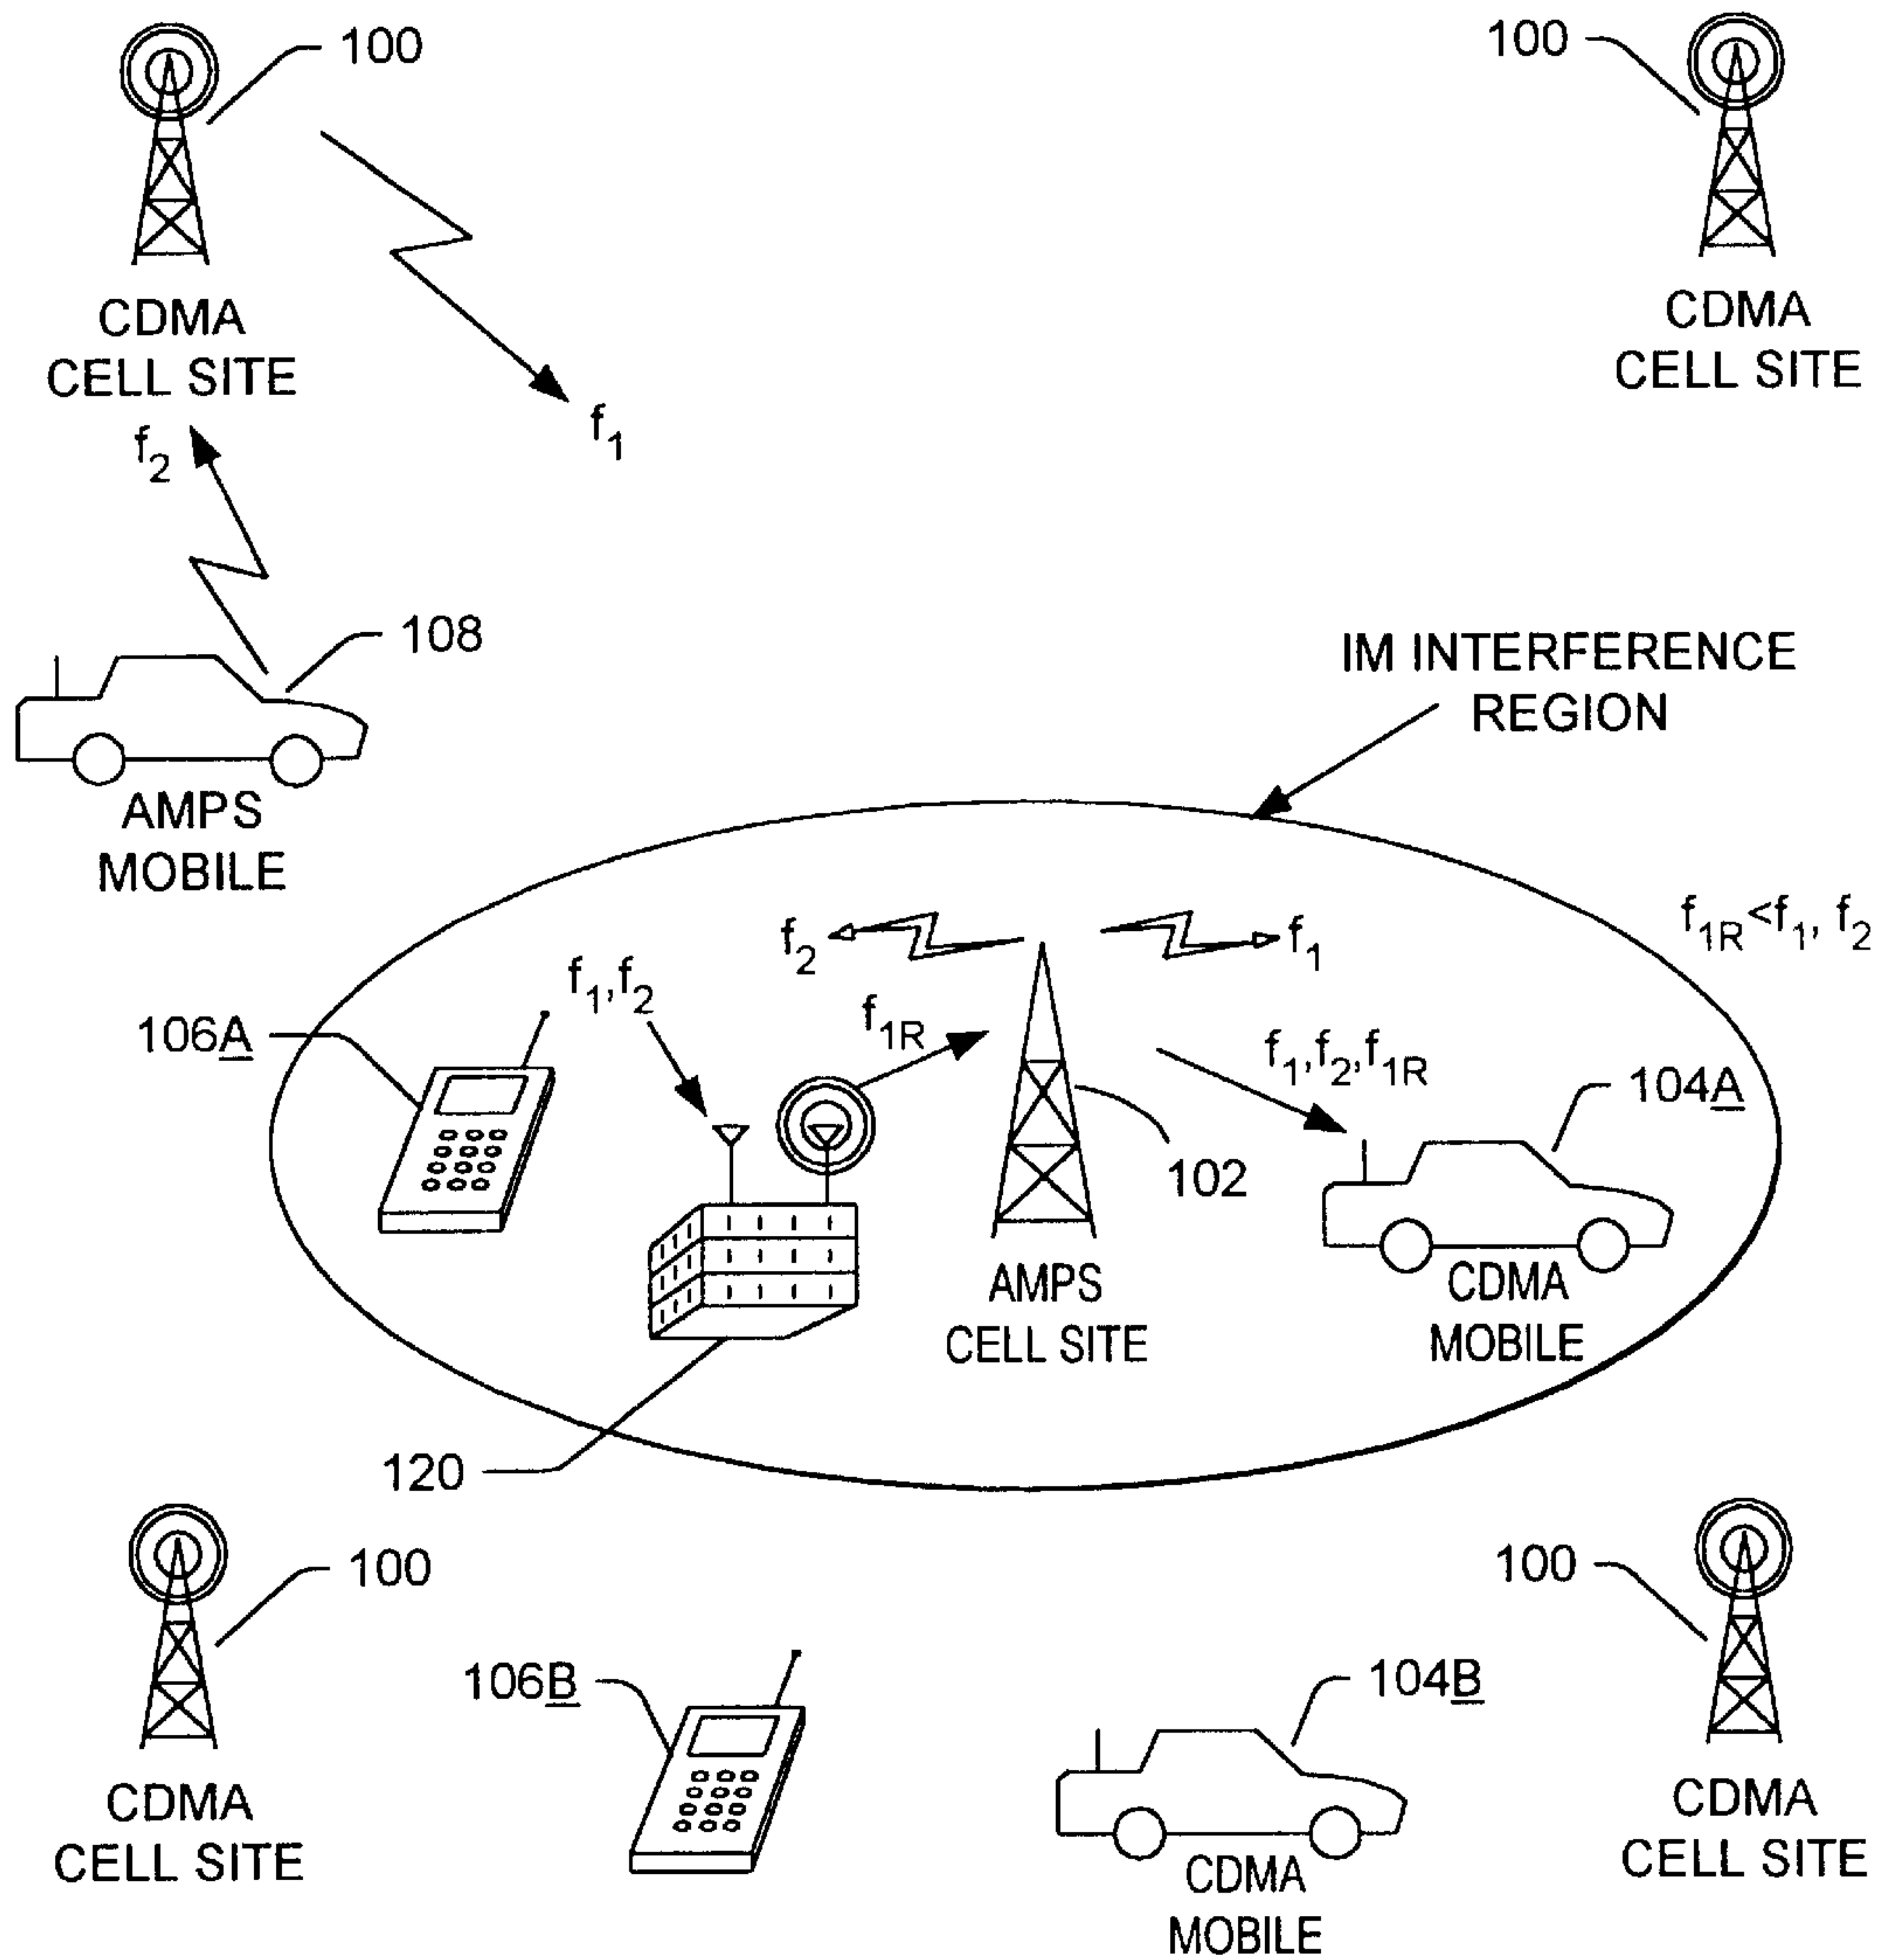 100
100
CDMA
CELL SITE
CDMA
CELL SITE
f1
f2
108
AMPS
MOBILE
IM INTERFERENCE
REGION
f1R<f1, f2
f2
f1
f1,f2
f1R
106A
f1,f2,f1R
104A
102
AMPS
CELL SITE
CDMA
MOBILE
120
100
100
106B
104B
CDMA
CELL SITE
CDMA
MOBILE
CDMA
CELL SITE